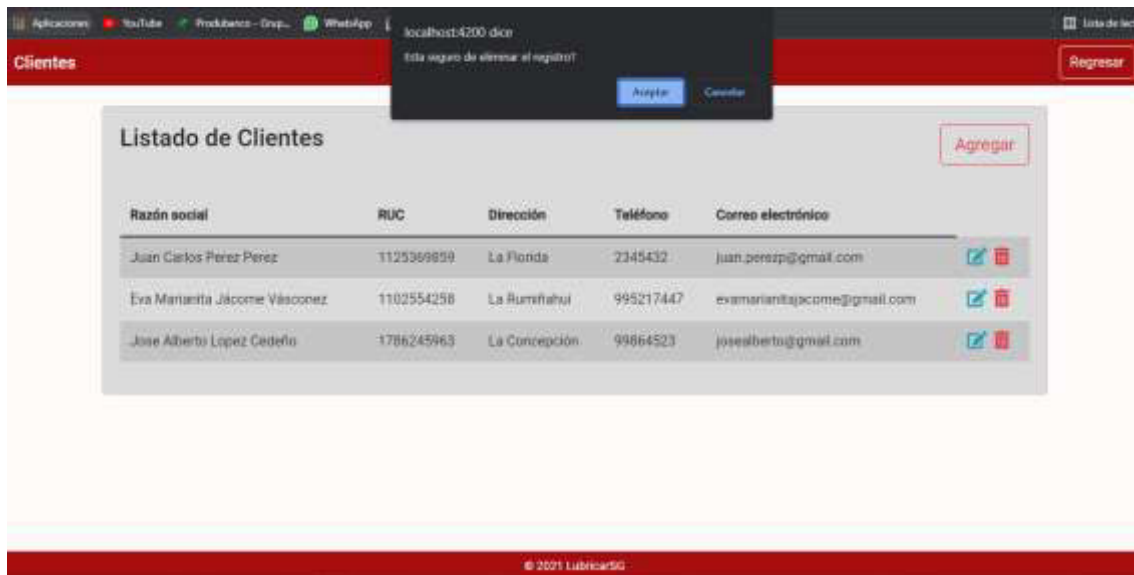 Aplicaciones YouTube Produbanco - Grup... WhatsApp Lista de lec
localhost:4200 dice
Esta seguro de eliminar el registro?
Aceptar Cancelar
Clientes Regresar
Listado de Clientes Agregar
Razón social RUC Dirección Teléfono Correo electrónico
Juan Carlos Perez Perez 1125369859 La Florida 2345432 juan.perezp@gmail.com
Eva Marianita Jácome Vásconez 1102554258 La Rumiñahui 995217447 evamarianitajacome@gmail.com
Jose Alberto Lopez Cedeño 1786245963 La Concepción 99864523 josealberto@gmail.com
© 2021 LubricarSG